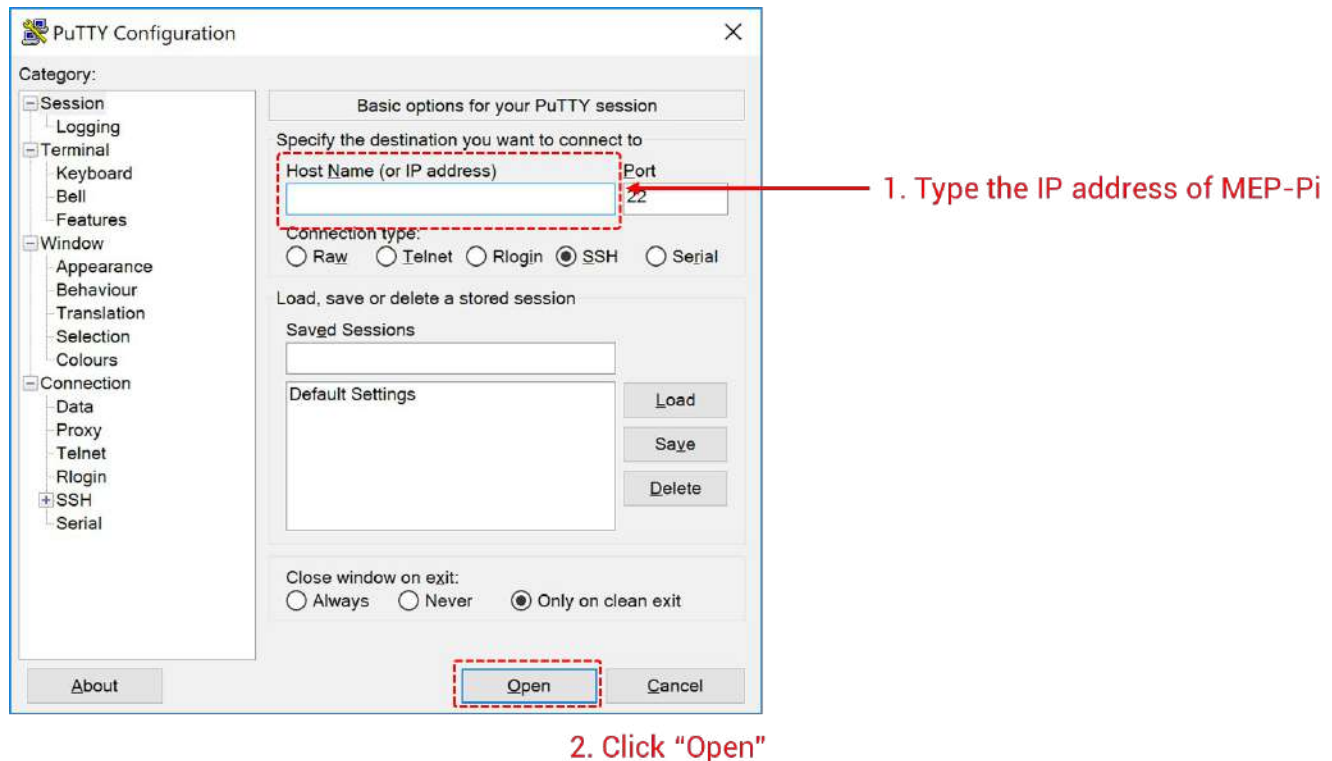 PuTTY Configuration
Category:
Session
Logging
Terminal
Keyboard
Bell
Features
Window
Appearance
Behaviour
Translation
Selection
Colours
Connection
Data
Proxy
Telnet
Rlogin
SSH
Serial
Basic options for your PuTTY session
Specify the destination you want to connect to
Host Name (or IP address) Port
22
Connection type:
Raw Telnet Rlogin SSH Serial
Load, save or delete a stored session
Saved Sessions
Default Settings
Load
Save
Delete
Close window on exit:
Always Never Only on clean exit
About Open Cancel
1. Type the IP address of MEP-Pi
2. Click “Open”